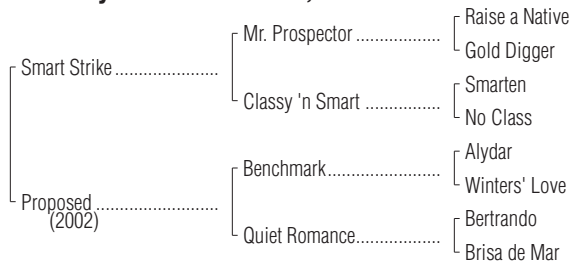 Raise a Native
Mr. Prospector ..................
Gold Digger
Smart Strike ......................
Smarten
Classy 'n Smart ................
No Class
Alydar
Benchmark........................
Winters' Love
Proposed ..........................
(2002)
Bertrando
Quiet Romance..................
Brisa de Mar